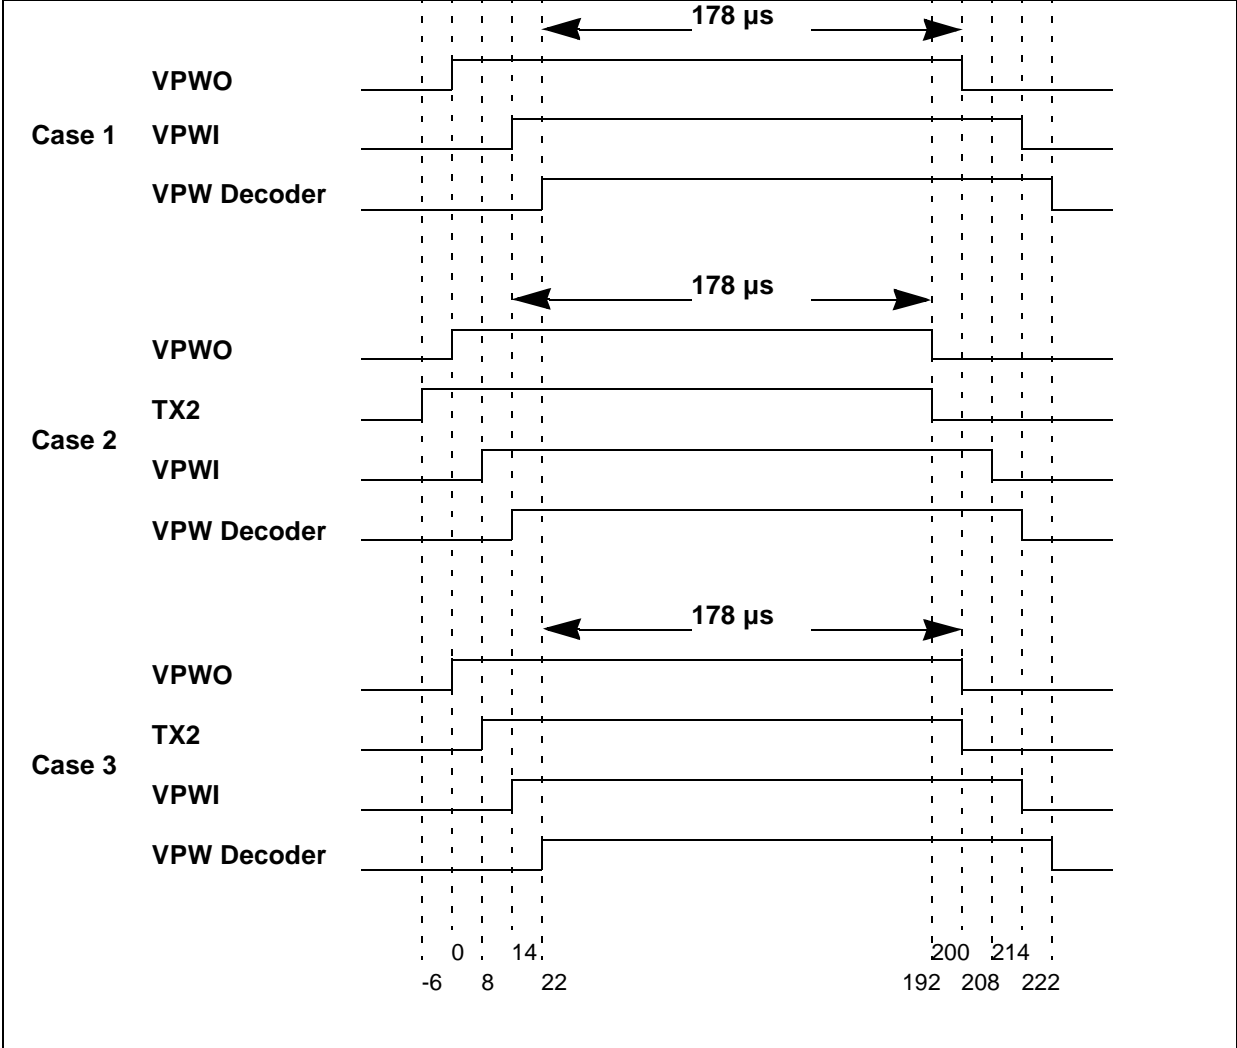 178 µs
VPWO
Case 1 VPWI
VPW Decoder
178 µs
VPWO
TX2
Case 2
VPWI
VPW Decoder
178 µs
VPWO
TX2
Case 3
VPWI
VPW Decoder
0 14 200 214
-6 8 22 192 208 222